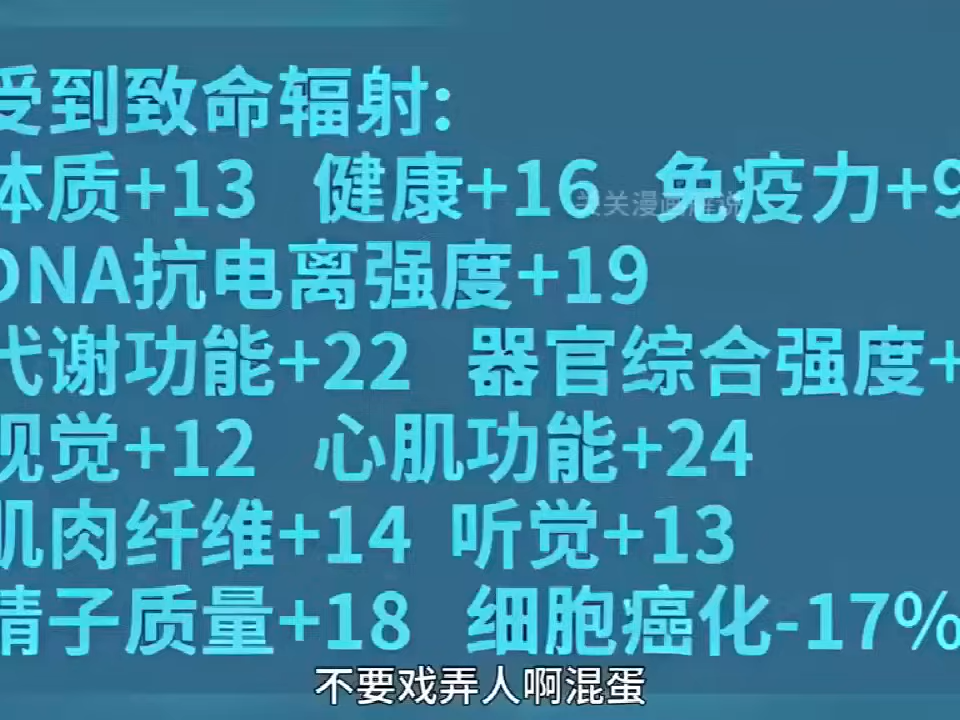 受到致命辐射:
体质+13 健康+16 免疫力+9
DNA抗电离强度+19
代谢功能+22 器官综合强度+
视觉+12 心肌功能+24
肌肉纤维+14 听觉+13
精子质量+18 细胞癌化-17%
不要戏弄人啊混蛋